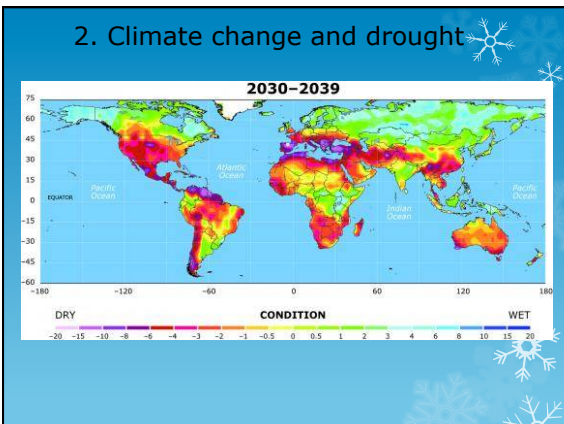 2. Climate change and drought
2030–2039
75
60
45
30
15
EQUATOR 0
−15
−30
−45
−60
Atlantic
Ocean
Pacific
Ocean
Indian
Ocean
Pacific
Ocean
−180 −120 −60 0 60 120 180
DRY CONDITION WET
−20 −15 −10 −8 −6 −4 −3 −2 −1 −0.5 0 0.5 1 2 3 4 6 8 10 15 20